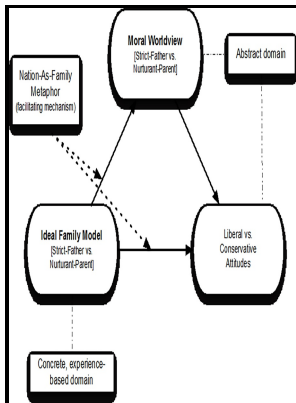 Moral Worldview
[Strict-Father vs.
Nurturant-Parent]
Abstract domain
Nation-As-Family
Metaphor
(facilitating mechanism)
Ideal Family Model
[Strict-Father vs.
Nurturant-Parent]
Liberal vs.
Conservative
Attitudes
Concrete, experience-
based domain